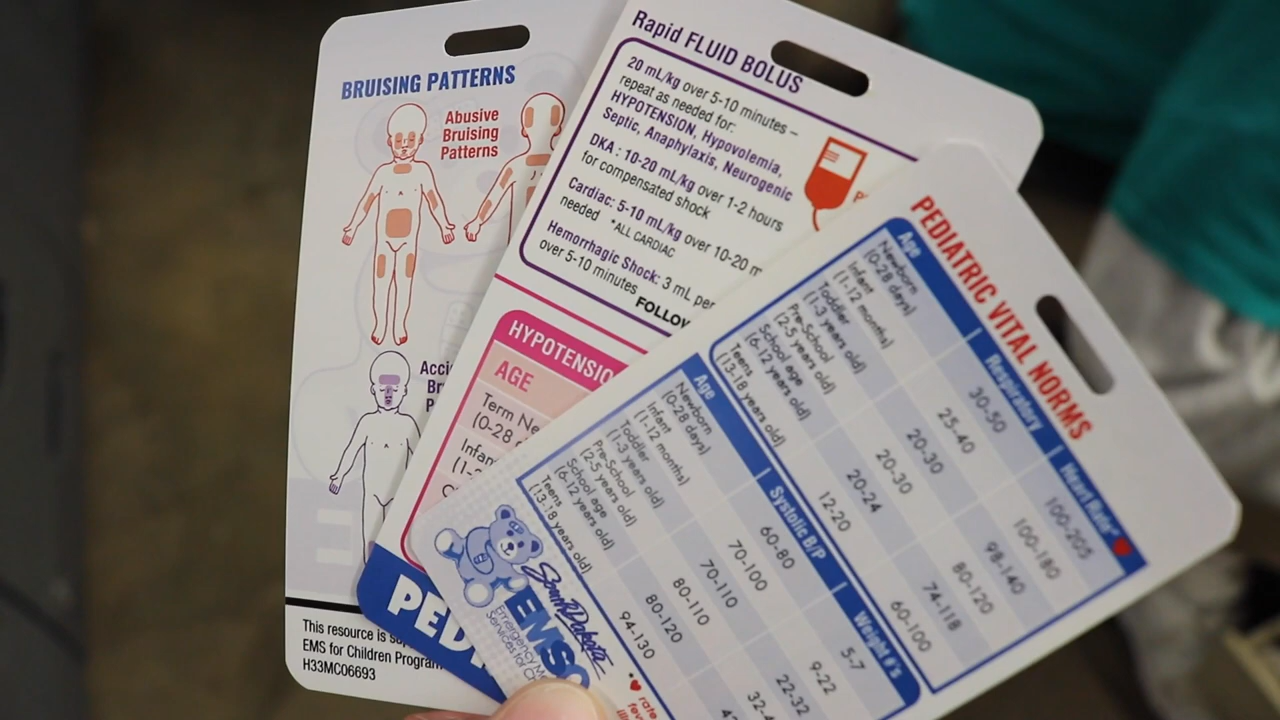 BRUISING PATTERNS
Abusive
Bruising
Patterns
This resource is
EMS for Children Program
H33MC06693
Rapid FLUID BOLUS
20 mL/kg over 5-10 minutes –
repeat as needed for:
HYPOTENSION, Hypovolemia,
Septic, Anaphylaxis, Neurogenic
DKA : 10-20 mL/kg over 1-2 hours
for compensated shock
Cardiac: 5-10 mL/kg over 10-20 m
needed *ALL CARDIAC
Hemorrhagic Shock: 3 mL per
over 5-10 minutes
FOLLOW
HYPOTENSIO
AGE
Term Ne
(0-28
Infan
(1-2
PEDI
PEDIATRIC VITAL NORMS
Age Respiratory Heart Rate*
Newborn
(0-28 days) 30-50 100-205
Infant
(1-12 months) 25-40 100-180
Toddler
(1-3 years old) 20-30 98-140
Pre-School
(2-5 years old) 20-30 80-120
School age
(6-12 years old) 20-24 74-118
Teens
(13-18 years old) 12-20 60-100
Age Systolic B/P Weight #'s
Newborn
(0-28 days) 60-80 5-7
Infant
(1-12 months) 70-100 9-22
Toddler
(1-3 years old) 70-110 22-32
Pre-School
(2-5 years old) 80-110 32-4
School age
(6-12 years old) 80-120
Teens
(13-18 years old) 94-130
South Dakota
EMSC
Emergency M
Services for C
rate